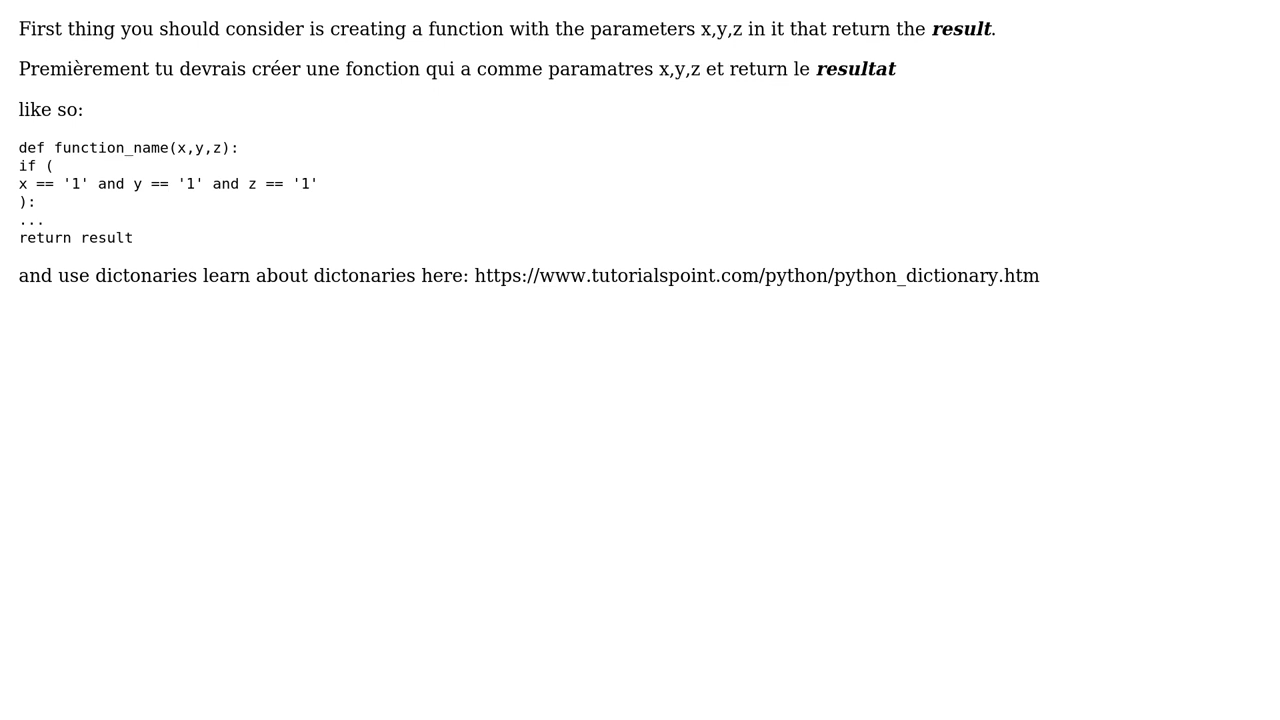 First thing you should consider is creating a function with the parameters x,y,z in it that return the result.
Premièrement tu devrais créer une fonction qui a comme paramatres x,y,z et return le resultat
like so:
def function_name(x,y,z):
if (
x == '1' and y == '1' and z == '1'
):
...
return result
and use dictonaries learn about dictonaries here: https://www.tutorialspoint.com/python/python_dictionary.htm